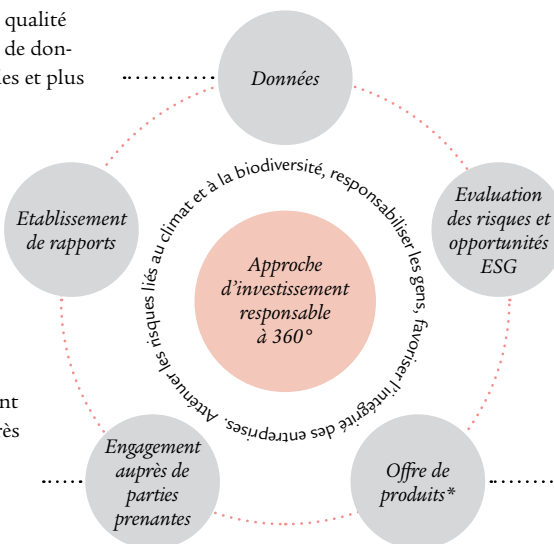 qualité
de don-
les et plus
Données
Etablissement
de rapports
Evaluation
des risques et
opportunités
ESG
Atténuer les risques liés au climat et à la biodiversité, responsabiliser les gens, favoriser l'intégrité des entreprises.
Approche
d'investissement
responsable
à 360°
nt
rès
Engagement
auprès de
parties
prenantes
Offre de
produits*